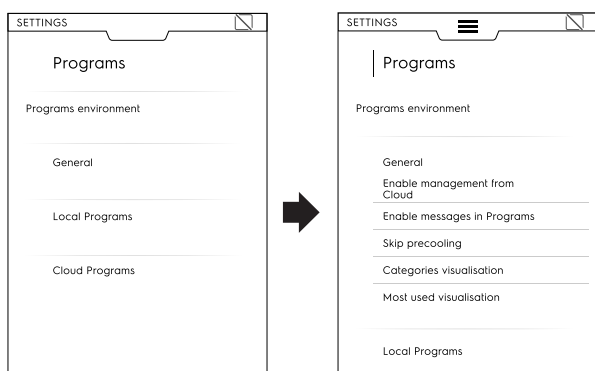 SETTINGS
Programs
Programs environment
General
Local Programs
Cloud Programs
SETTINGS
Programs
Programs environment
General
Enable management from
Cloud
Enable messages in Programs
Skip precooling
Categories visualisation
Most used visualisation
Local Programs